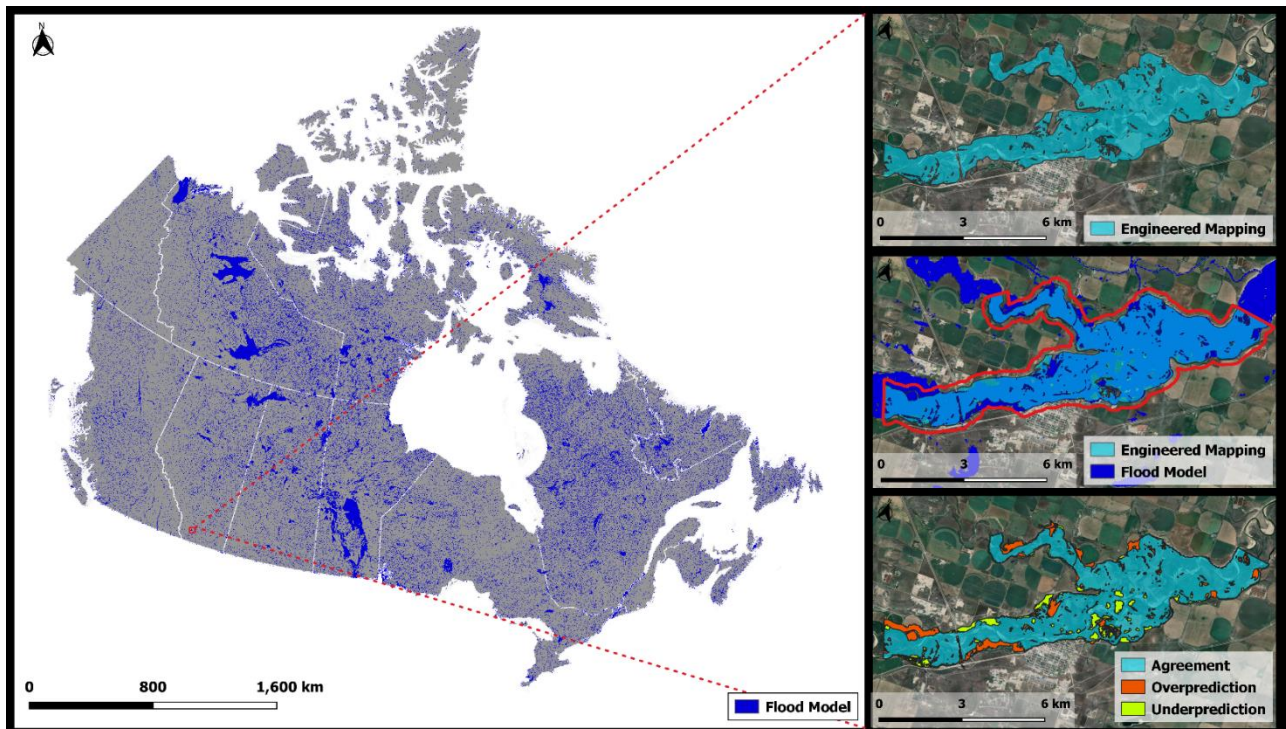 N
0 800 1,600 km
Flood Model
0 3 6 km
Engineered Mapping
0 3 6 km
Engineered Mapping
Flood Model
0 3 6 km
Agreement
Overprediction
Underprediction